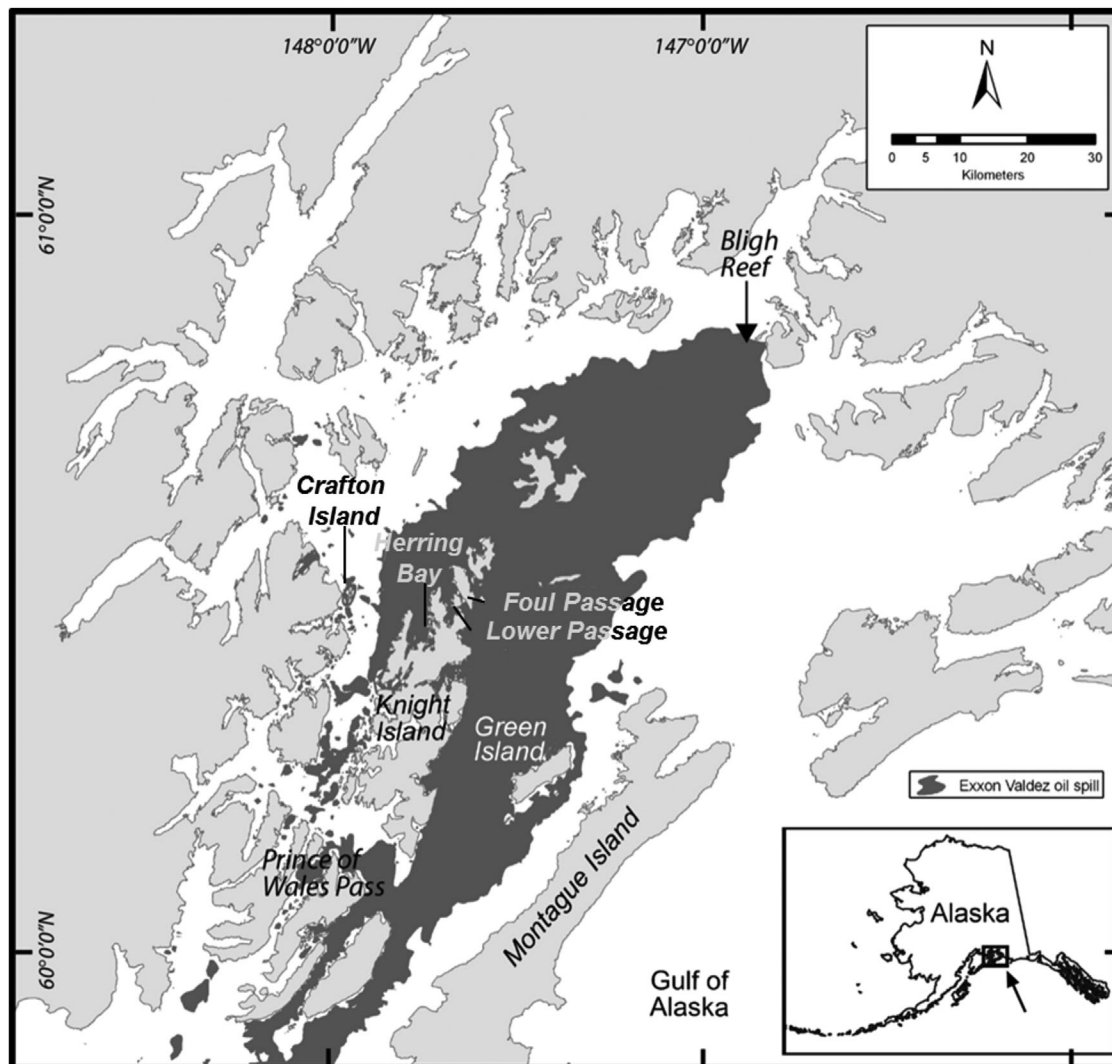 148°0'0"W
147°0'0"W
N
0 5 10 20 30
Kilometers
61°0'0"N
Bligh
Reef
Crafton
Island
Herring
Bay
Foul Passage
Lower Passage
Knight
Island
Green
Island
Exxon Valdez oil spill
Prince of
Wales Pass
Montague Island
Alaska
60°0'0"N
Gulf of
Alaska